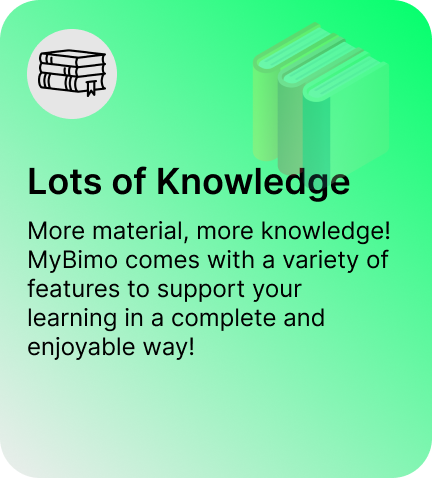 Lots of Knowledge
More material, more knowledge!
MyBimo comes with a variety of
features to support your
learning in a complete and
enjoyable way!